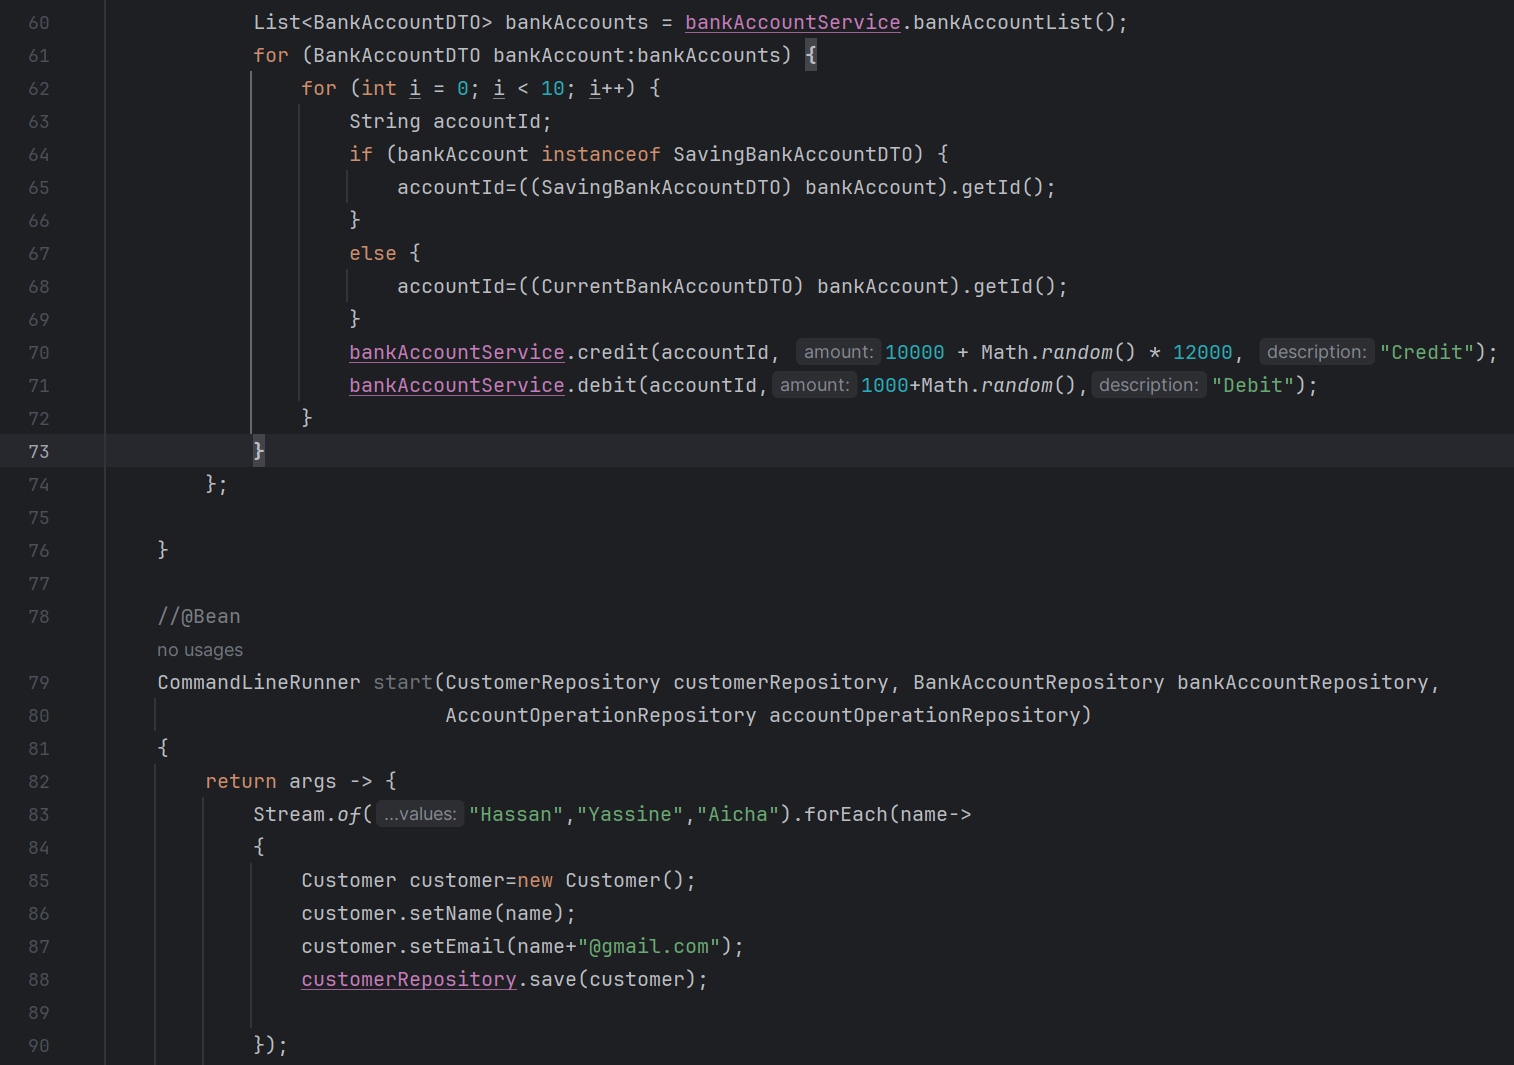 60 List<BankAccountDTO> bankAccounts = bankAccountService.bankAccountList();
61 for (BankAccountDTO bankAccount:bankAccounts) {
62 for (int i = 0; i < 10; i++) {
63 String accountId;
64 if (bankAccount instanceof SavingBankAccountDTO) {
65 accountId=((SavingBankAccountDTO) bankAccount).getId();
66 }
67 else {
68 accountId=((CurrentBankAccountDTO) bankAccount).getId();
69 }
70 bankAccountService.credit(accountId, amount: 10000 + Math.random() * 12000, description: "Credit");
71 bankAccountService.debit(accountId, amount: 1000+Math.random(), description: "Debit");
72 }
73 }
74 };
75
76 }
77
78 //@Bean
no usages
79 CommandLineRunner start(CustomerRepository customerRepository, BankAccountRepository bankAccountRepository,
80 AccountOperationRepository accountOperationRepository)
81 {
82 return args -> {
83 Stream.of( ...values: "Hassan","Yassine","Aicha").forEach(name->
84 {
85 Customer customer=new Customer();
86 customer.setName(name);
87 customer.setEmail(name+"@gmail.com");
88 customerRepository.save(customer);
89
90 });